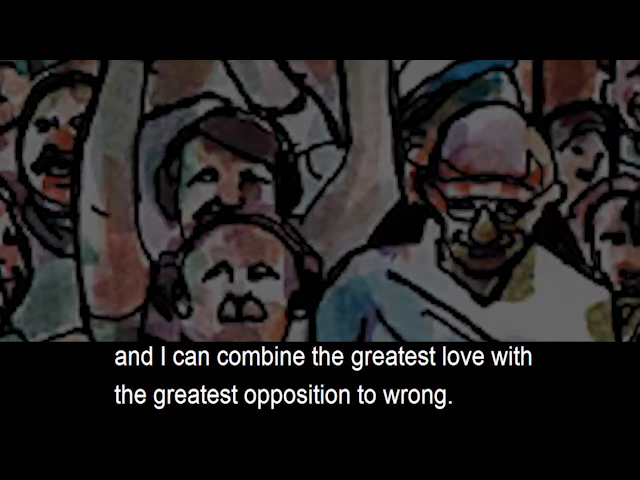 and I can combine the greatest love with
the greatest opposition to wrong.